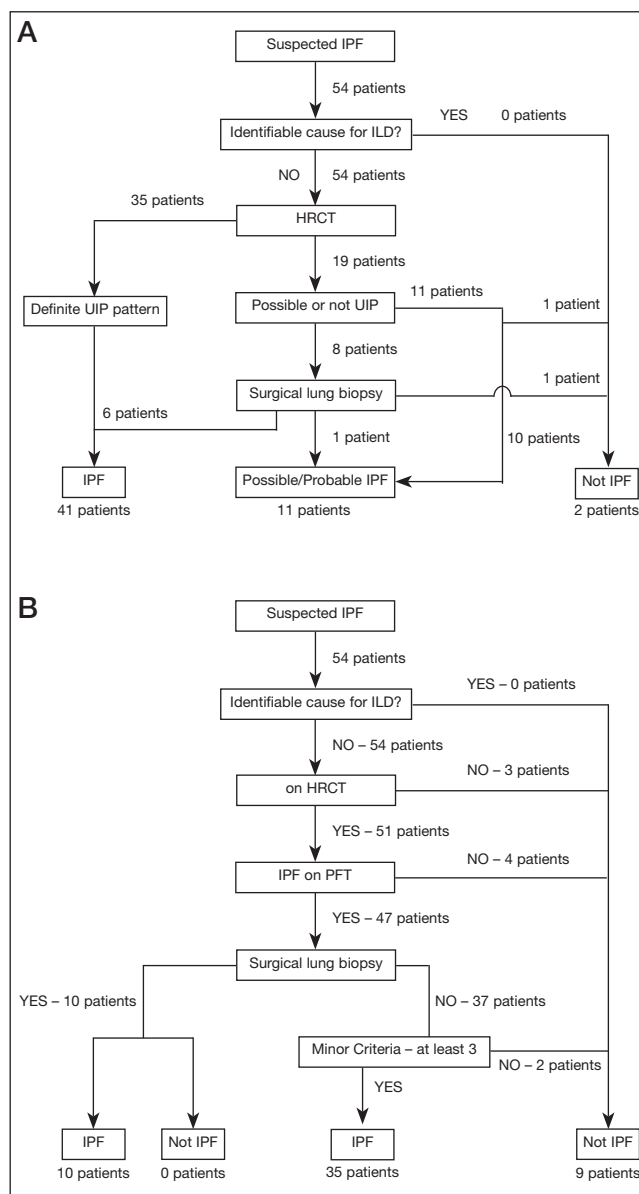 A
Suspected IPF
54 patients
YES 0 patients
Identifiable cause for ILD?
NO 54 patients
35 patients
HRCT
19 patients
11 patients
1 patient
Definite UIP pattern
Possible or not UIP
8 patients
1 patient
Surgical lung biopsy
6 patients
1 patient
10 patients
IPF
Possible/Probable IPF
Not IPF
41 patients
11 patients
2 patients
B
Suspected IPF
54 patients
YES – 0 patients
Identifiable cause for ILD?
NO – 54 patients
NO – 3 patients
on HRCT
YES – 51 patients
NO – 4 patients
IPF on PFT
YES – 47 patients
Surgical lung biopsy
YES – 10 patients
NO – 37 patients
Minor Criteria – at least 3
NO – 2 patients
YES
IPF
Not IPF
IPF
Not IPF
10 patients
0 patients
35 patients
9 patients